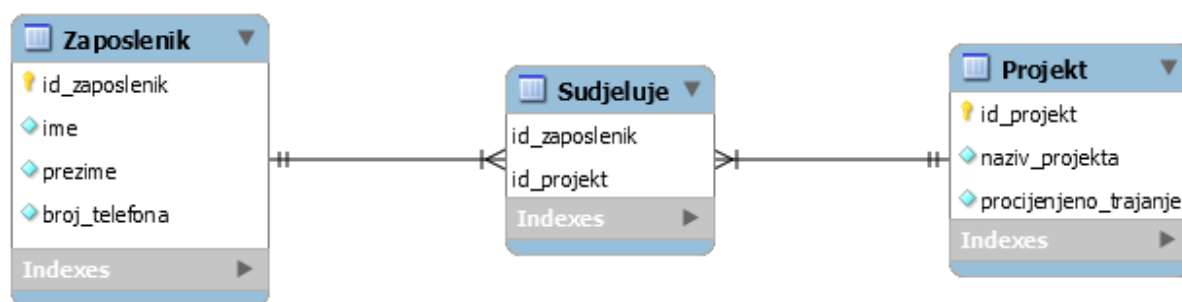 Zaposlenik
id_zaposlenik
ime
prezime
broj_telefona
Indexes
Sudjeluje
id_zaposlenik
id_projekt
Indexes
Projekt
id_projekt
naziv_projekta
procijenjeno_trajanje
Indexes